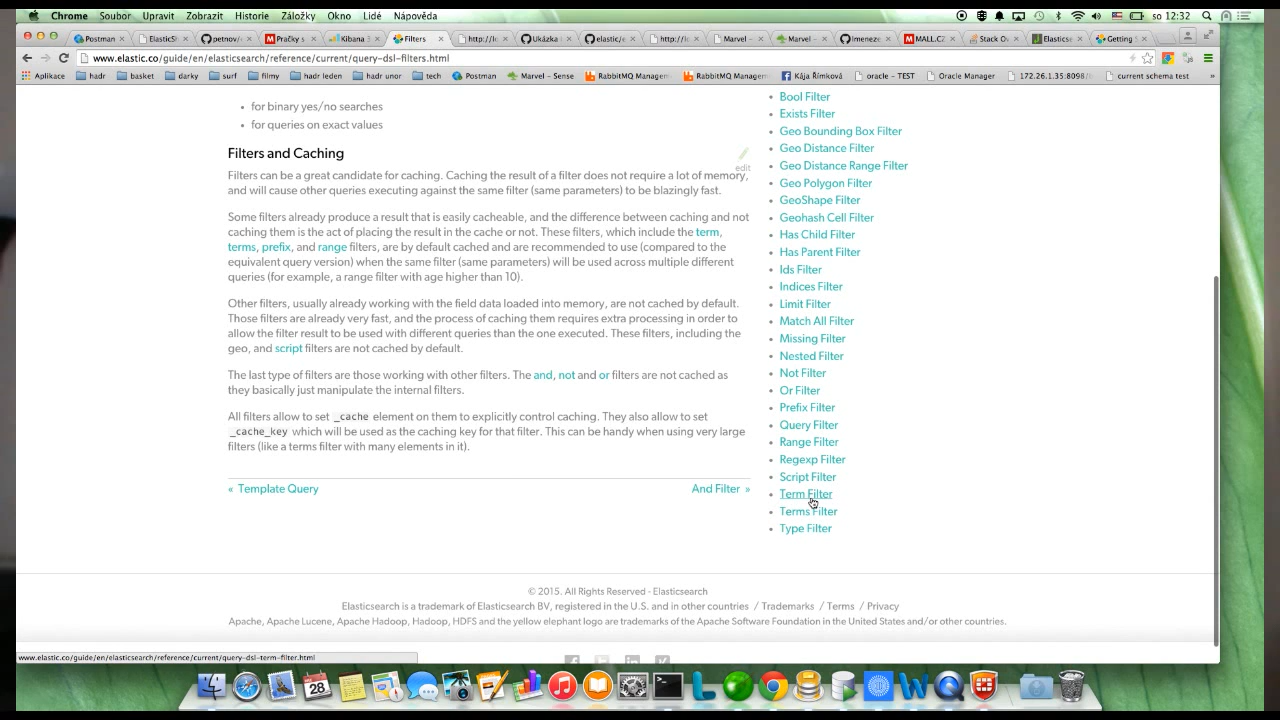 Chrome Soubor Upravit Zobrazit Historie Záložky Okno Lidé Nápověda so 12:32
Postman ElasticSe petnov/e Pračky s Kibana 3 Filters × http://lo Ukázka elastic/e http://lo Marvel – Marvel – Jmeneze MALL.CZ Stack Ov Elasticse Getting S
www.elastic.co/guide/en/elasticsearch/reference/current/query-dsl-filters.html
Aplikace hadr basket darky surf filmy hadr leden hadr unor tech Postman Marvel - Sense RabbitMQ Managem RabbitMQ Managem Kája Římková oracle – TEST Oracle Manager 172.26.1.35:8098/ current schema test »
• for binary yes/no searches
• for queries on exact values
Filters and Caching
edit
Filters can be a great candidate for caching. Caching the result of a filter does not require a lot of memory,
and will cause other queries executing against the same filter (same parameters) to be blazingly fast.
Some filters already produce a result that is easily cacheable, and the difference between caching and not
caching them is the act of placing the result in the cache or not. These filters, which include the term,
terms, prefix, and range filters, are by default cached and are recommended to use (compared to the
equivalent query version) when the same filter (same parameters) will be used across multiple different
queries (for example, a range filter with age higher than 10).
Other filters, usually already working with the field data loaded into memory, are not cached by default.
Those filters are already very fast, and the process of caching them requires extra processing in order to
allow the filter result to be used with different queries than the one executed. These filters, including the
geo, and script filters are not cached by default.
The last type of filters are those working with other filters. The and, not and or filters are not cached as
they basically just manipulate the internal filters.
All filters allow to set _cache element on them to explicitly control caching. They also allow to set
_cache_key which will be used as the caching key for that filter. This can be handy when using very large
filters (like a terms filter with many elements in it).
« Template Query And Filter »
• Bool Filter
• Exists Filter
• Geo Bounding Box Filter
• Geo Distance Filter
• Geo Distance Range Filter
• Geo Polygon Filter
• GeoShape Filter
• Geohash Cell Filter
• Has Child Filter
• Has Parent Filter
• Ids Filter
• Indices Filter
• Limit Filter
• Match All Filter
• Missing Filter
• Nested Filter
• Not Filter
• Or Filter
• Prefix Filter
• Query Filter
• Range Filter
• Regexp Filter
• Script Filter
• Term Filter
• Terms Filter
• Type Filter
© 2015. All Rights Reserved - Elasticsearch
Elasticsearch is a trademark of Elasticsearch BV, registered in the U.S. and in other countries / Trademarks / Terms / Privacy
Apache, Apache Lucene, Apache Hadoop, Hadoop, HDFS and the yellow elephant logo are trademarks of the Apache Software Foundation in the United States and/or other countries.
www.elastic.co/guide/en/elasticsearch/reference/current/query-dsl-term-filter.html
28